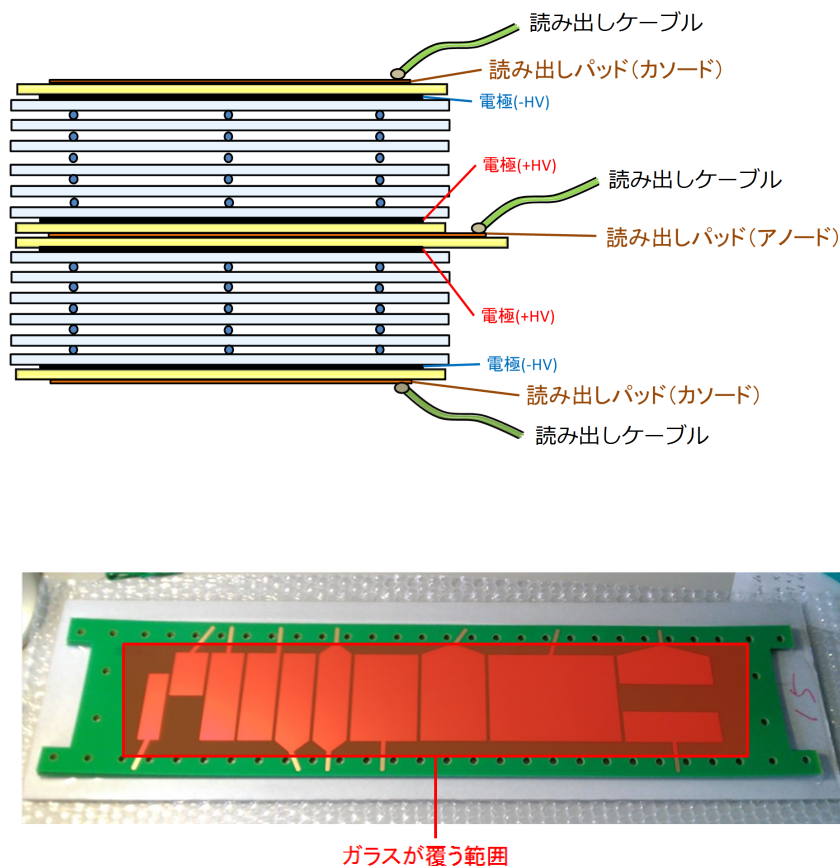 読み出しケーブル
読み出しパッド(カソード)
電極(-HV)
電極(+HV)
読み出しケーブル
読み出しパッド(アノード)
電極(+HV)
電極(-HV)
読み出しパッド(カソード)
読み出しケーブル
15
ガラスが覆う範囲